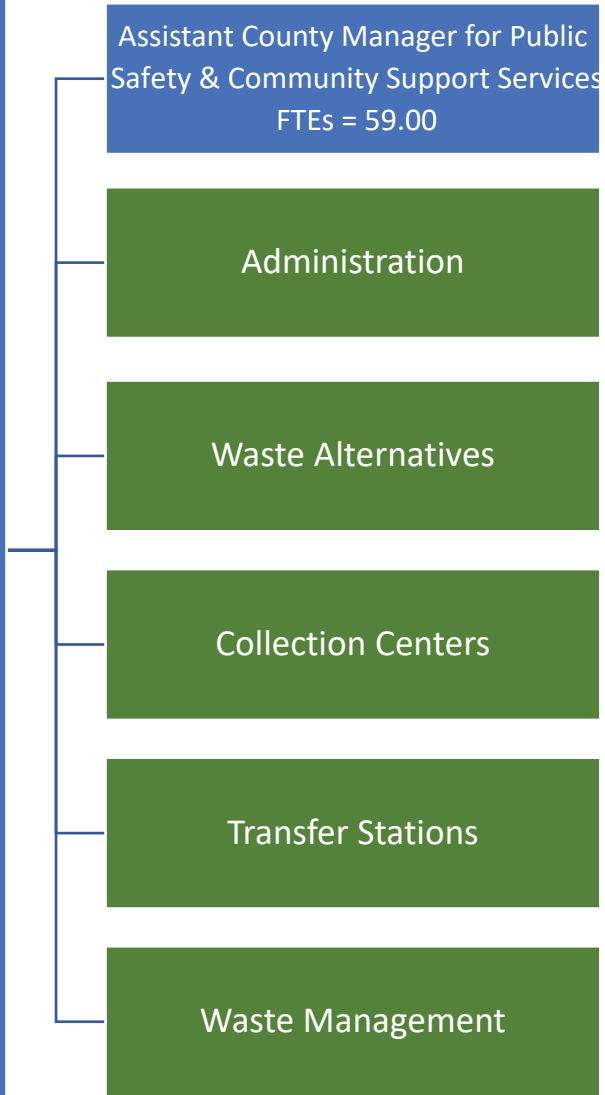 Assistant County Manager for Public
Safety & Community Support Services
FTEs = 59.00
Administration
Waste Alternatives
Collection Centers
Transfer Stations
Waste Management